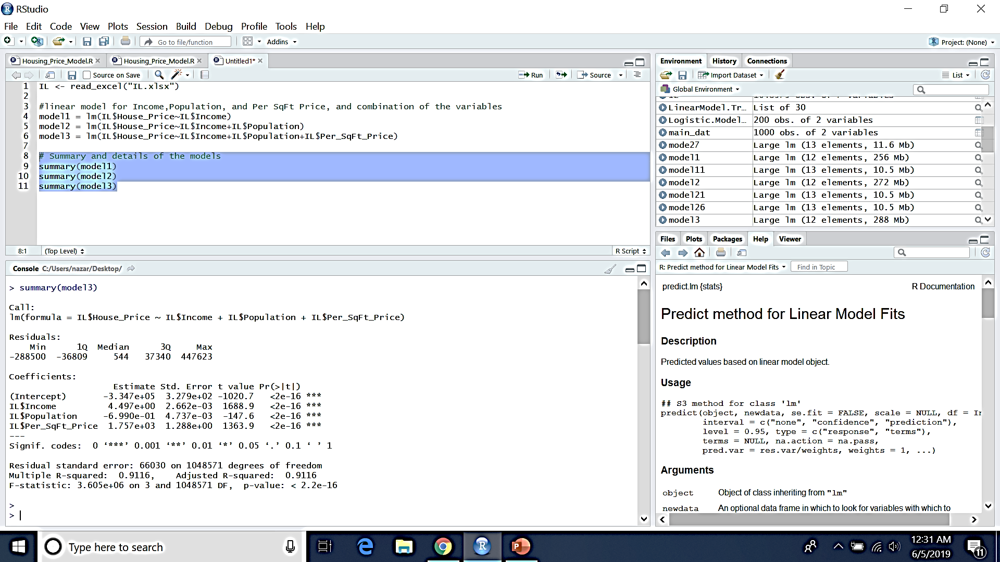 RStudio
File Edit Code View Plots Session Build Debug Profile Tools Help
Go to file/function Addins Project: (None)
Housing_Price_Model.R Housing_Price_Model.R Untitled1*
Source on Save Run Source
1 IL <- read_excel("IL.xlsx")
2
3 #linear model for Income,Population, and Per SqFt Price, and combination of the variables
4 model1 = lm(IL$House_Price~IL$Income)
5 model2 = lm(IL$House_Price~IL$Income+IL$Population)
6 model3 = lm(IL$House_Price~IL$Income+IL$Population+IL$Per_SqFt_Price)
7
8 # Summary and details of the models
9 summary(model1)
10 summary(model2)
11 summary(model3)
8:1 (Top Level) R Script
Console C:/Users/nazar/Desktop/
> summary(model3)
Call:
lm(formula = IL$House_Price ~ IL$Income + IL$Population + IL$Per_SqFt_Price)
Residuals:
Min 1Q Median 3Q Max
-288500 -36809 544 37340 447623
Coefficients:
Estimate Std. Error t value Pr(>|t|)
(Intercept) -3.347e+05 3.279e+02 -1020.7 <2e-16 ***
IL$Income 4.497e+00 2.662e-03 1688.9 <2e-16 ***
IL$Population -6.990e-01 4.737e-03 -147.6 <2e-16 ***
IL$Per_SqFt_Price 1.757e+03 1.288e+00 1363.9 <2e-16 ***
---
Signif. codes: 0 ‘***’ 0.001 ‘**’ 0.01 ‘*’ 0.05 ‘.’ 0.1 ‘ ’ 1
Residual standard error: 66030 on 1048571 degrees of freedom
Multiple R-squared: 0.9116, Adjusted R-squared: 0.9116
F-statistic: 3.605e+06 on 3 and 1048571 DF, p-value: < 2.2e-16
>
>
Environment History Connections
Import Dataset List
Global Environment
LinearModel.Tr… List of 30
Logistic.Model… 200 obs. of 2 variables
main_dat 1000 obs. of 2 variables
mode27 Large lm (13 elements, 11.6 Mb)
model1 Large lm (12 elements, 256 Mb)
model11 Large lm (13 elements, 10.5 Mb)
model2 Large lm (12 elements, 272 Mb)
model21 Large lm (13 elements, 10.5 Mb)
model26 Large lm (13 elements, 10.5 Mb)
model3 Large lm (12 elements, 288 Mb)
Files Plots Packages Help Viewer
R: Predict method for Linear Model Fits Find in Topic
predict.lm {stats} R Documentation
Predict method for Linear Model Fits
Description
Predicted values based on linear model object.
Usage
## S3 method for class 'lm'
predict(object, newdata, se.fit = FALSE, scale = NULL, df = In
interval = c("none", "confidence", "prediction"),
level = 0.95, type = c("response", "terms"),
terms = NULL, na.action = na.pass,
pred.var = res.var/weights, weights = 1, ...)
Arguments
object Object of class inheriting from "lm"
newdata An optional data frame in which to look for variables with which to
Type here to search
12:31 AM
6/5/2019
11